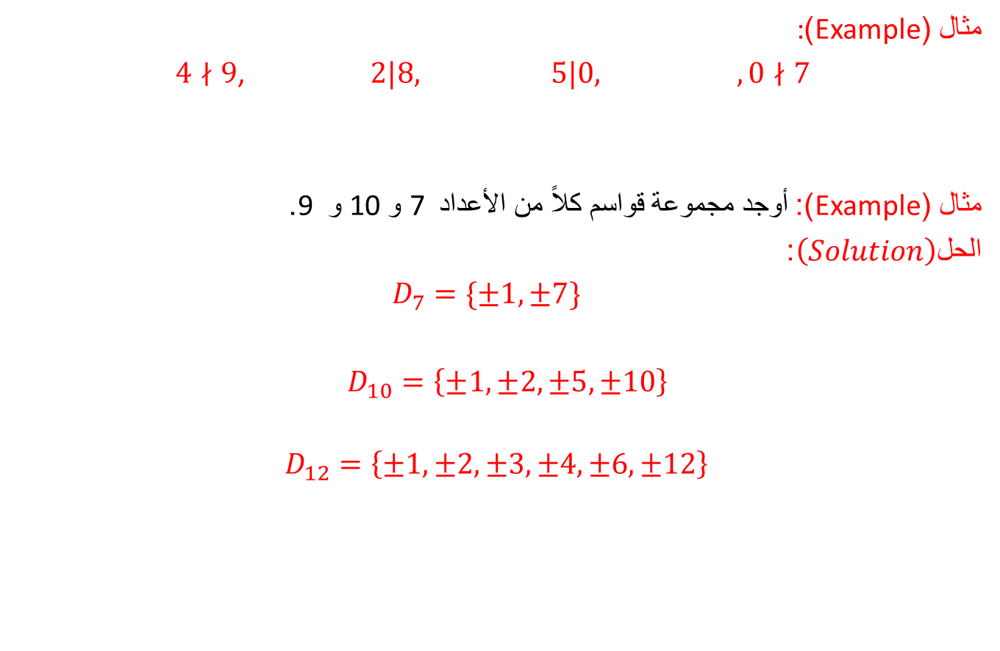 مثال (Example):
4 ∤ 9, 2|8, 5|0, , 0 ∤ 7
مثال (Example): أوجد مجموعة قواسم كلاً من الأعداد 7 و 10 و 9.
الحل(Solution):
D₇ = {±1, ±7}
D₁₀ = {±1, ±2, ±5, ±10}
D₁₂ = {±1, ±2, ±3, ±4, ±6, ±12}